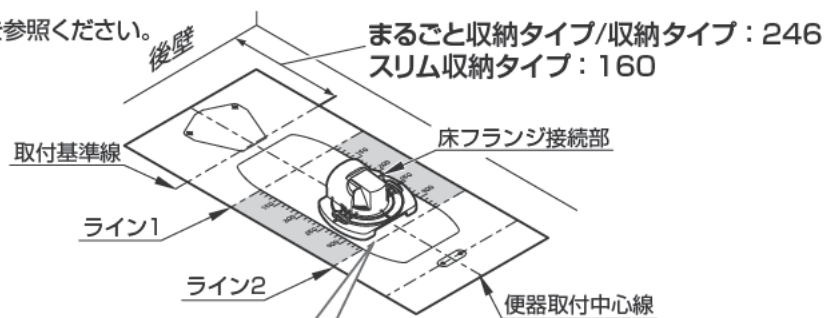 を参照ください。
後壁
まるごと収納タイプ/収納タイプ：246
スリム収納タイプ：160
取付基準線
床フランジ接続部
ライン1
ライン2
便器取付中心線